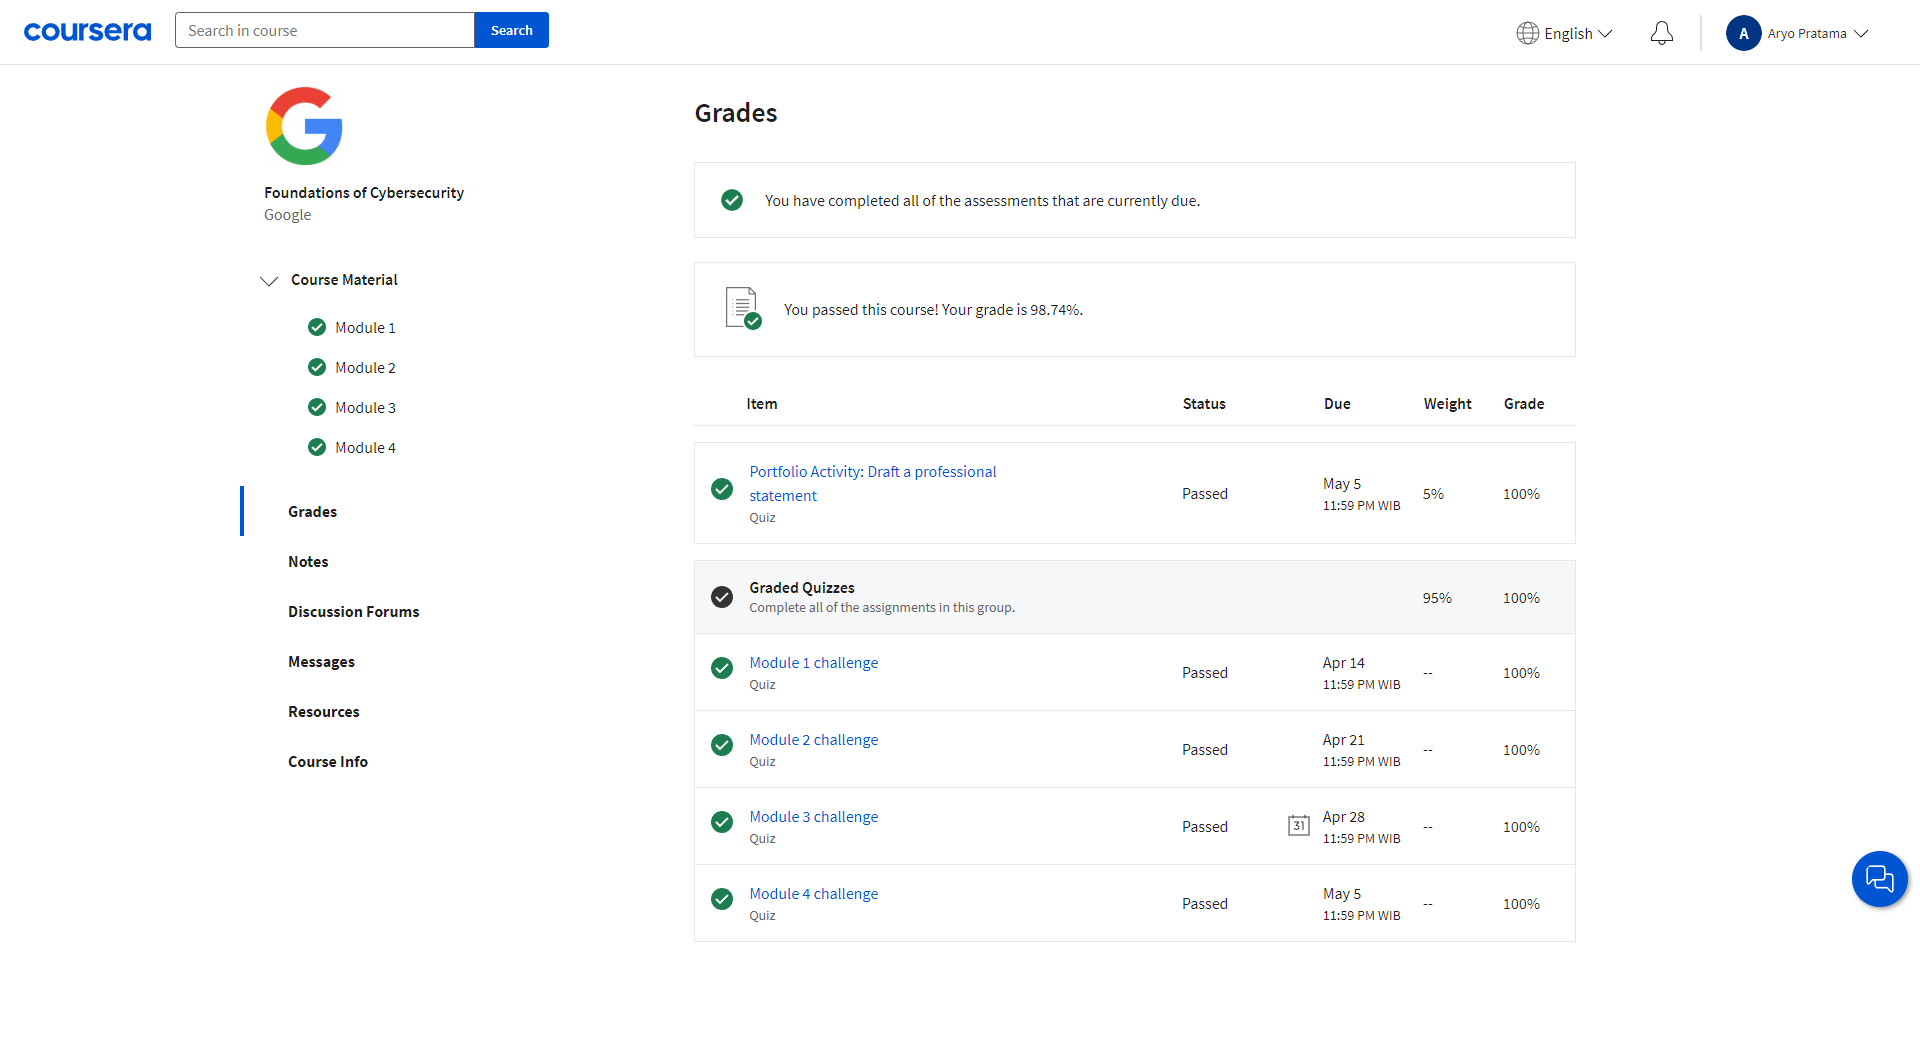 coursera
Search in course
Search
English
A
Aryo Pratama
Foundations of Cybersecurity
Google
Course Material
Module 1
Module 2
Module 3
Module 4
Grades
Notes
Discussion Forums
Messages
Resources
Course Info
Grades
You have completed all of the assessments that are currently due.
You passed this course! Your grade is 98.74%.
Item Status Due Weight Grade
Portfolio Activity: Draft a professional
statement
Quiz
Passed
May 5
11:59 PM WIB
5%
100%
Graded Quizzes
Complete all of the assignments in this group.
95%
100%
Module 1 challenge
Quiz
Passed
Apr 14
11:59 PM WIB
--
100%
Module 2 challenge
Quiz
Passed
Apr 21
11:59 PM WIB
--
100%
Module 3 challenge
Quiz
Passed
31
Apr 28
11:59 PM WIB
--
100%
Module 4 challenge
Quiz
Passed
May 5
11:59 PM WIB
--
100%